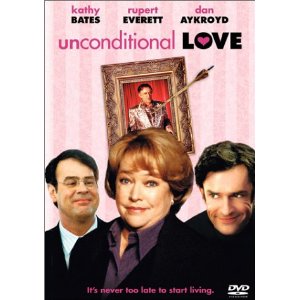 kathy rupert dan
BATES EVERETT AYKROYD
unconditional LOVE
It's never too late to start living.
DVD